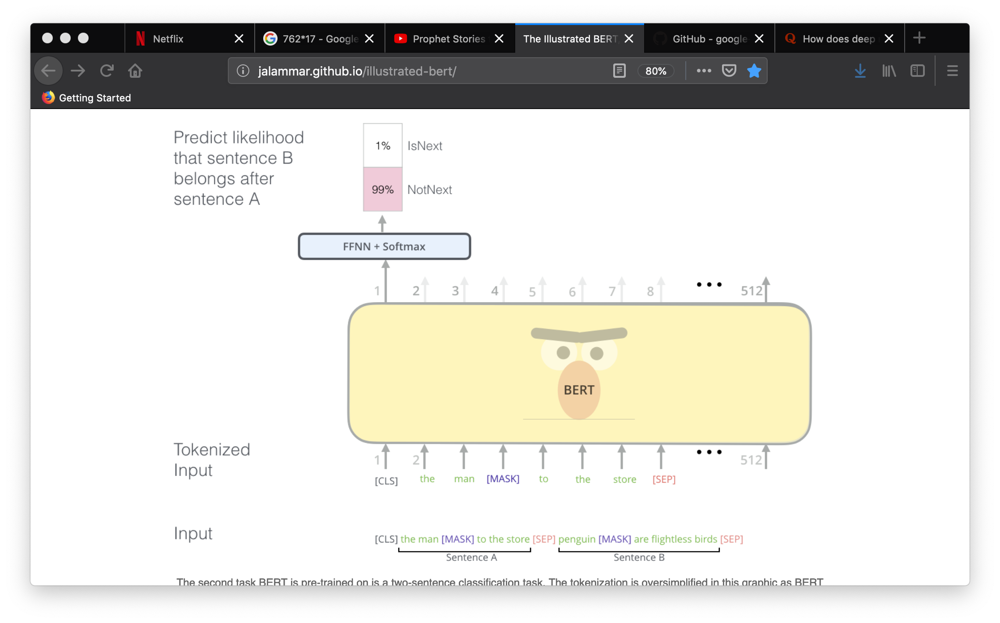 Netflix
762*17 - Google
Prophet Stories
The Illustrated BERT,
GitHub - google
How does deep
jalammar.github.io/illustrated-bert/
80%
Getting Started
Predict likelihood
that sentence B
belongs after
sentence A
1% IsNext
99% NotNext
FFNN + Softmax
1 2 3 4 5 6 7 8 ••• 512
BERT
Tokenized
Input
1 2 ••• 512
[CLS] the man [MASK] to the store [SEP]
Input
[CLS] the man [MASK] to the store [SEP] penguin [MASK] are flightless birds [SEP]
Sentence A Sentence B
The second task BERT is pre-trained on is a two-sentence classification task. The tokenization is oversimplified in this graphic as BERT